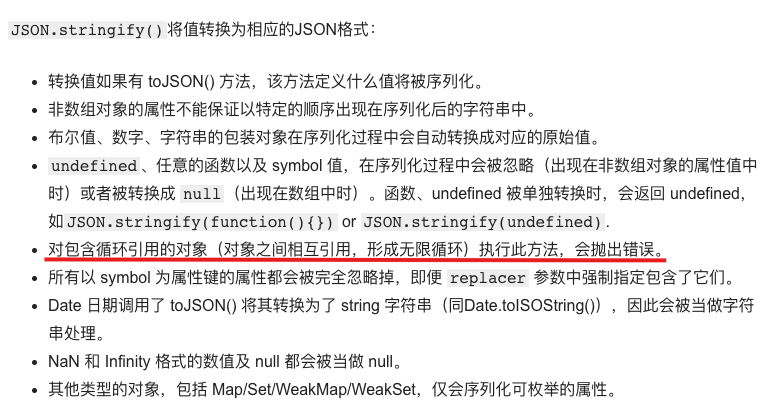 JSON.stringify()将值转换为相应的JSON格式：
转换值如果有 toJSON() 方法，该方法定义什么值将被序列化。
非数组对象的属性不能保证以特定的顺序出现在序列化后的字符串中。
布尔值、数字、字符串的包装对象在序列化过程中会自动转换成对应的原始值。
undefined、任意的函数以及 symbol 值，在序列化过程中会被忽略（出现在非数组对象的属性值中
时）或者被转换成 null（出现在数组中时）。函数、undefined 被单独转换时，会返回 undefined，
如JSON.stringify(function(){}) or JSON.stringify(undefined).
对包含循环引用的对象（对象之间相互引用，形成无限循环）执行此方法，会抛出错误。
所有以 symbol 为属性键的属性都会被完全忽略掉，即便 replacer 参数中强制指定包含了它们。
Date 日期调用了 toJSON() 将其转换为了 string 字符串（同Date.toISOString()），因此会被当做字符
串处理。
NaN 和 Infinity 格式的数值及 null 都会被当做 null。
其他类型的对象，包括 Map/Set/WeakMap/WeakSet，仅会序列化可枚举的属性。